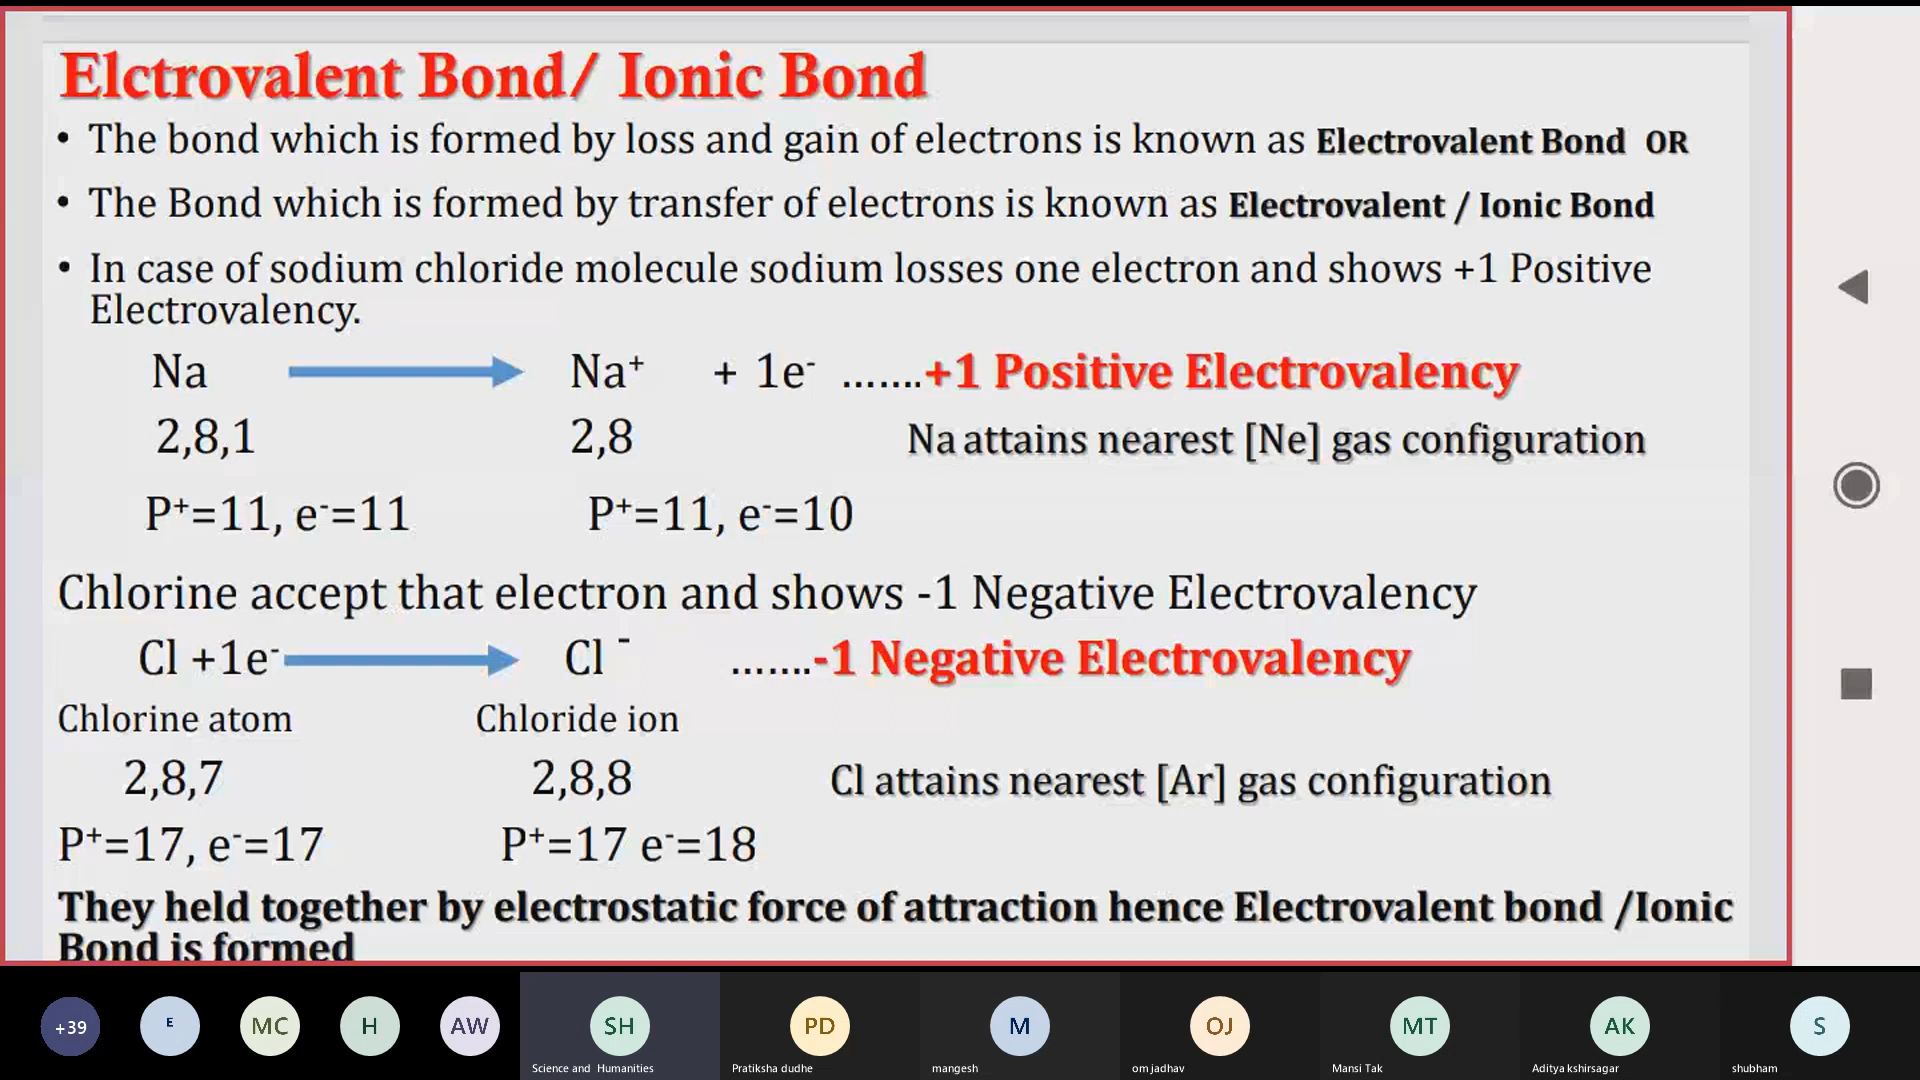 Elctrovalent Bond/ Ionic Bond
• The bond which is formed by loss and gain of electrons is known as Electrovalent Bond OR
• The Bond which is formed by transfer of electrons is known as Electrovalent / Ionic Bond
• In case of sodium chloride molecule sodium losses one electron and shows +1 Positive
Electrovalency.
Na Na⁺ + 1e⁻ .......+1 Positive Electrovalency
2,8,1 2,8 Na attains nearest [Ne] gas configuration
P⁺=11, e⁻=11 P⁺=11, e⁻=10
Chlorine accept that electron and shows -1 Negative Electrovalency
Cl +1e⁻ Cl ⁻ .......-1 Negative Electrovalency
Chlorine atom Chloride ion
2,8,7 2,8,8 Cl attains nearest [Ar] gas configuration
P⁺=17, e⁻=17 P⁺=17 e⁻=18
They held together by electrostatic force of attraction hence Electrovalent bond /Ionic
Bond is formed
+39 E MC H AW SH PD M OJ MT AK S
Science and Humanities Pratiksha dudhe mangesh om jadhav Mansi Tak Aditya kshirsagar shubham